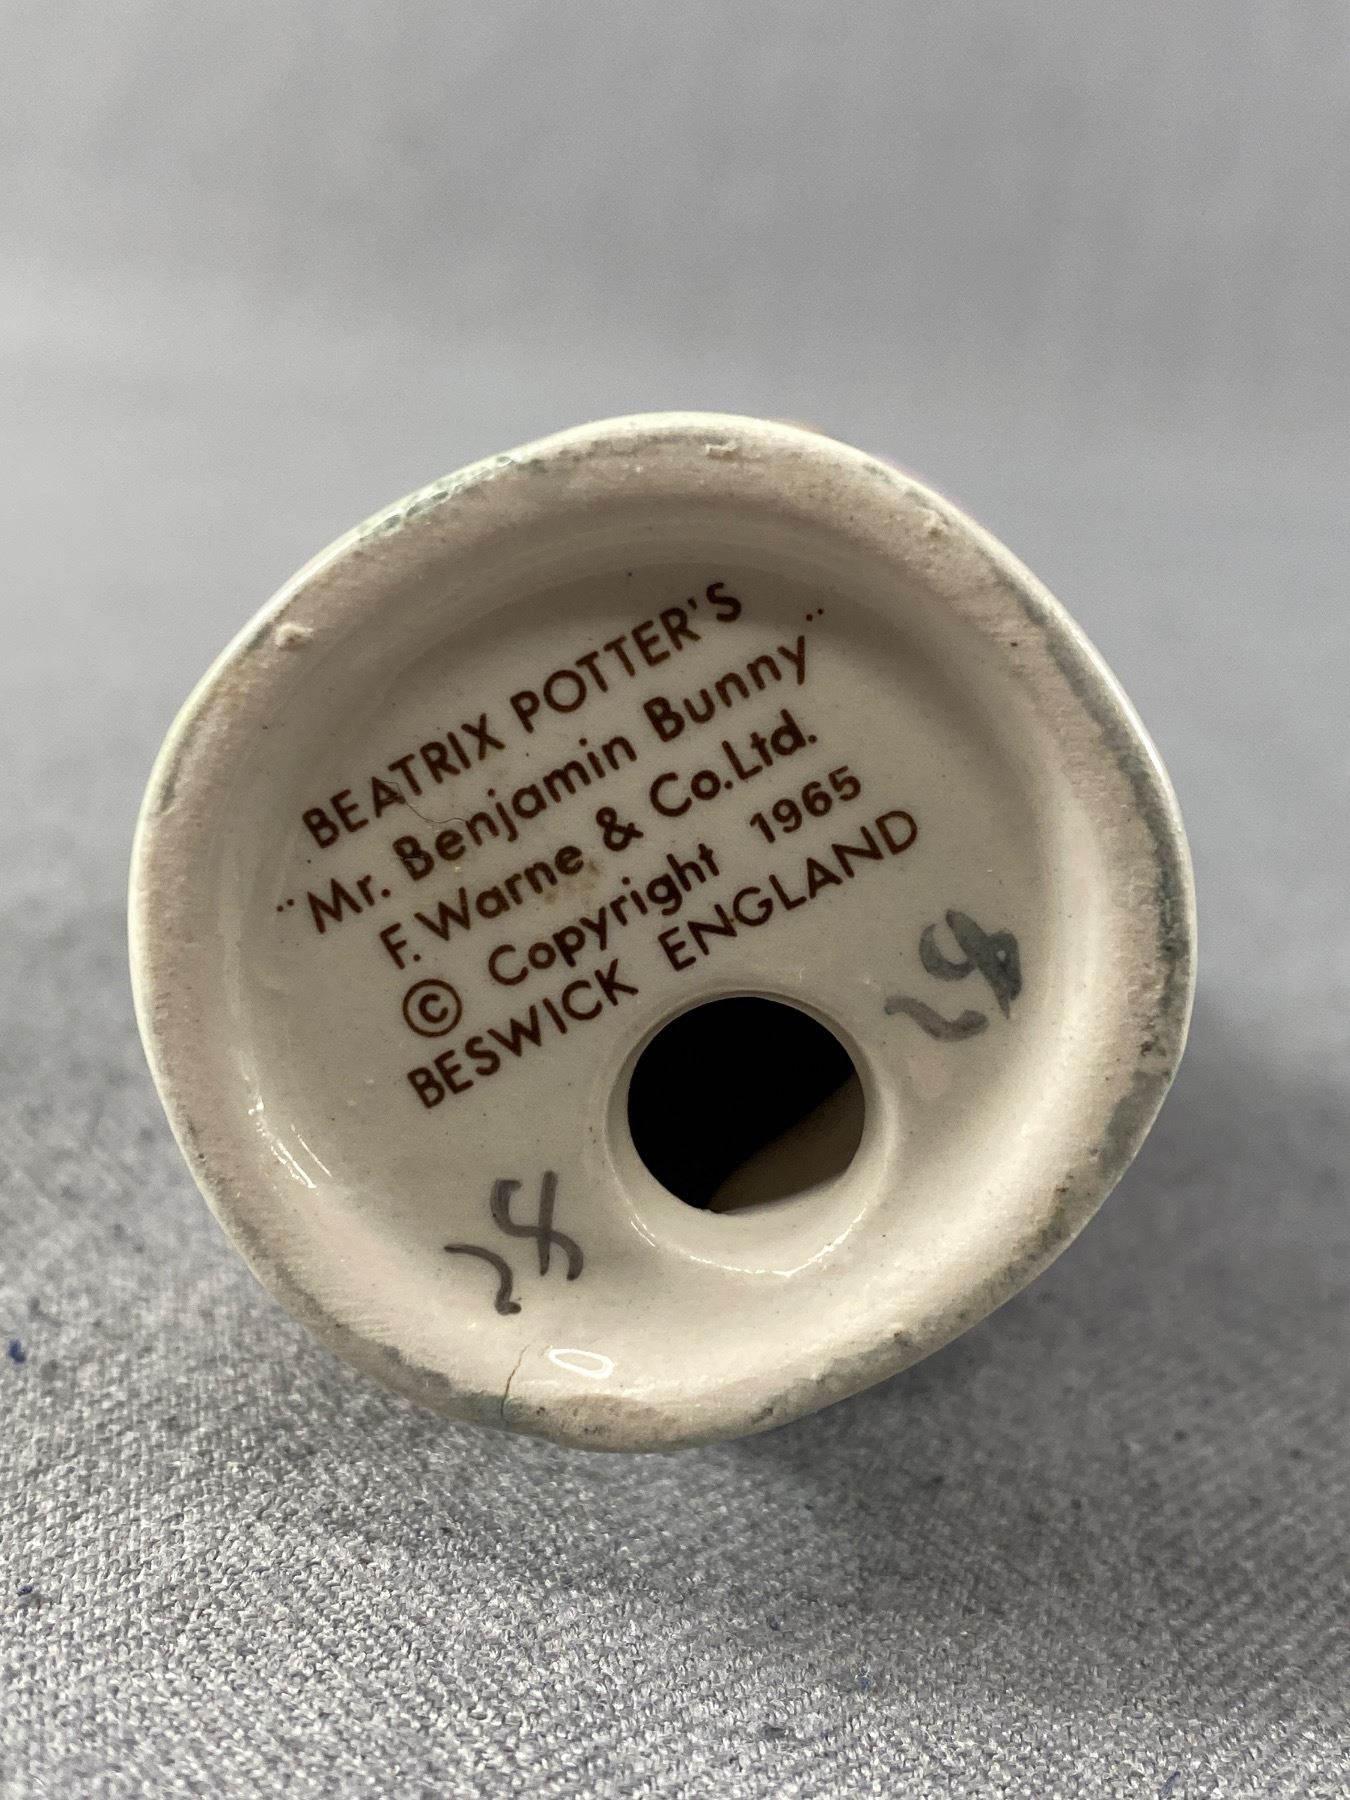 BEATRIX POTTER'S
"Mr. Benjamin Bunny"
F. Warne & Co.Ltd.
© Copyright 1965
BESWICK ENGLAND